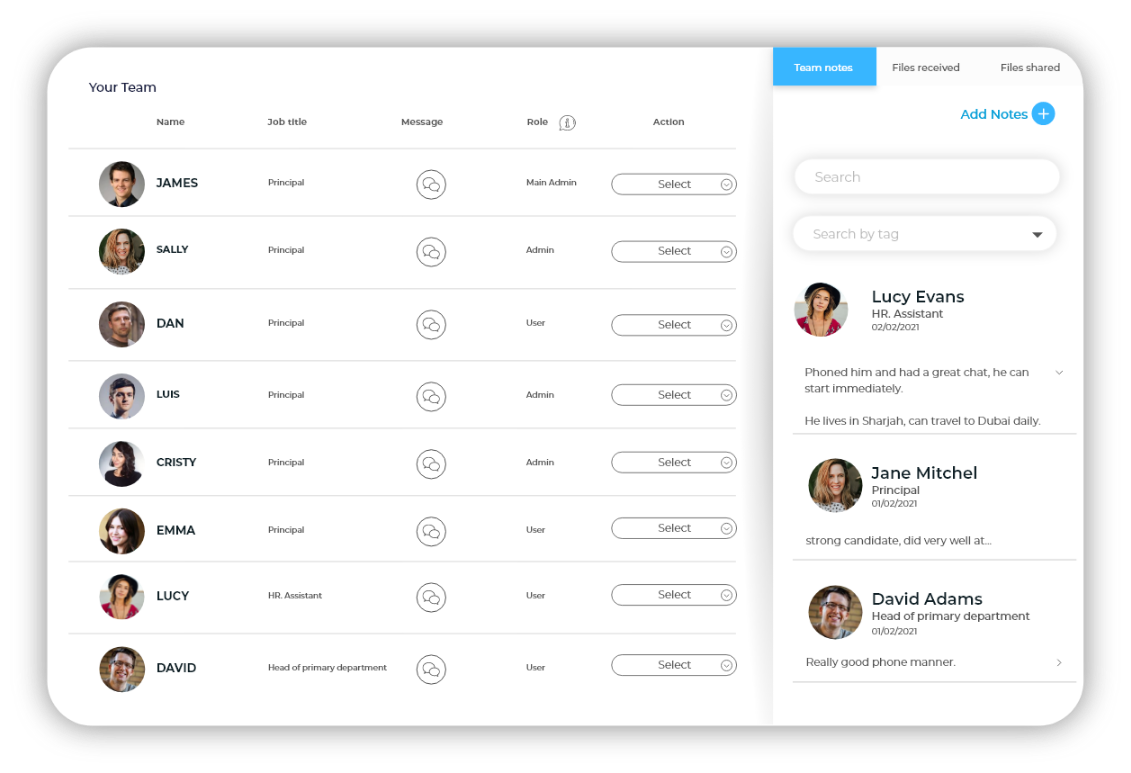 Your Team
Name Job title Message Role i Action
JAMES Principal Main Admin Select
SALLY Principal Admin Select
DAN Principal User Select
LUIS Principal Admin Select
CRISTY Principal Admin Select
EMMA Principal User Select
LUCY HR. Assistant User Select
DAVID Head of primary department User Select
Team notes Files received Files shared
Add Notes +
Search
Search by tag
Lucy Evans
HR. Assistant
02/02/2021
Phoned him and had a great chat, he can
start immediately.
He lives in Sharjah, can travel to Dubai daily.
Jane Mitchel
Principal
01/02/2021
strong candidate, did very well at...
David Adams
Head of primary department
01/02/2021
Really good phone manner.